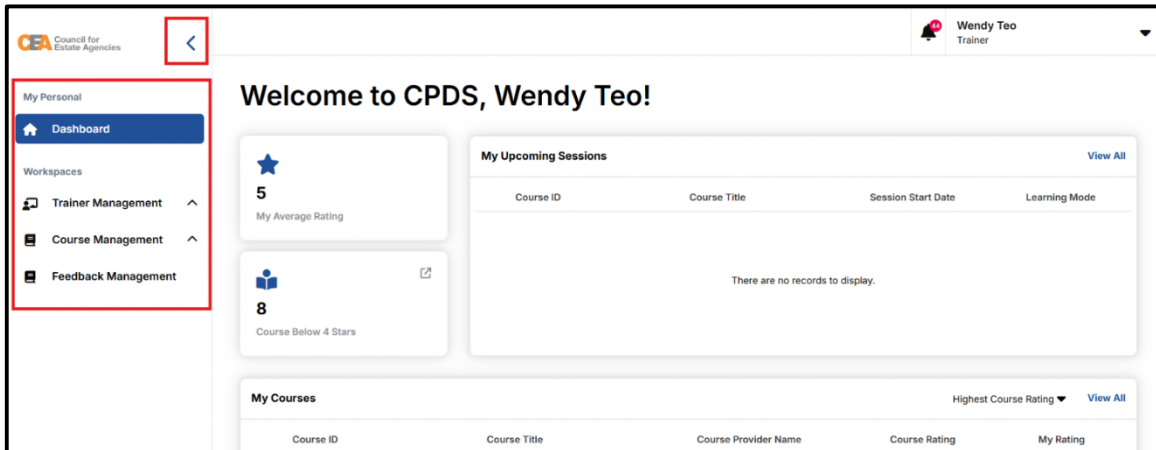 CEA Council for
Estate Agencies
44
Wendy Teo
Trainer
My Personal
Dashboard
Workspaces
Trainer Management
Course Management
Feedback Management
Welcome to CPDS, Wendy Teo!
5
My Average Rating
8
Course Below 4 Stars
My Upcoming Sessions View All
Course ID Course Title Session Start Date Learning Mode
There are no records to display.
My Courses Highest Course Rating View All
Course ID Course Title Course Provider Name Course Rating My Rating